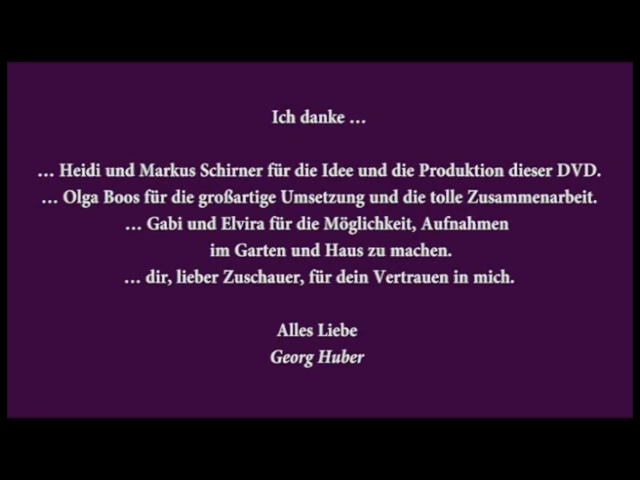 Ich danke …
… Heidi und Markus Schirner für die Idee und die Produktion dieser DVD.
… Olga Boos für die großartige Umsetzung und die tolle Zusammenarbeit.
… Gabi und Elvira für die Möglichkeit, Aufnahmen
im Garten und Haus zu machen.
… dir, lieber Zuschauer, für dein Vertrauen in mich.
Alles Liebe
Georg Huber